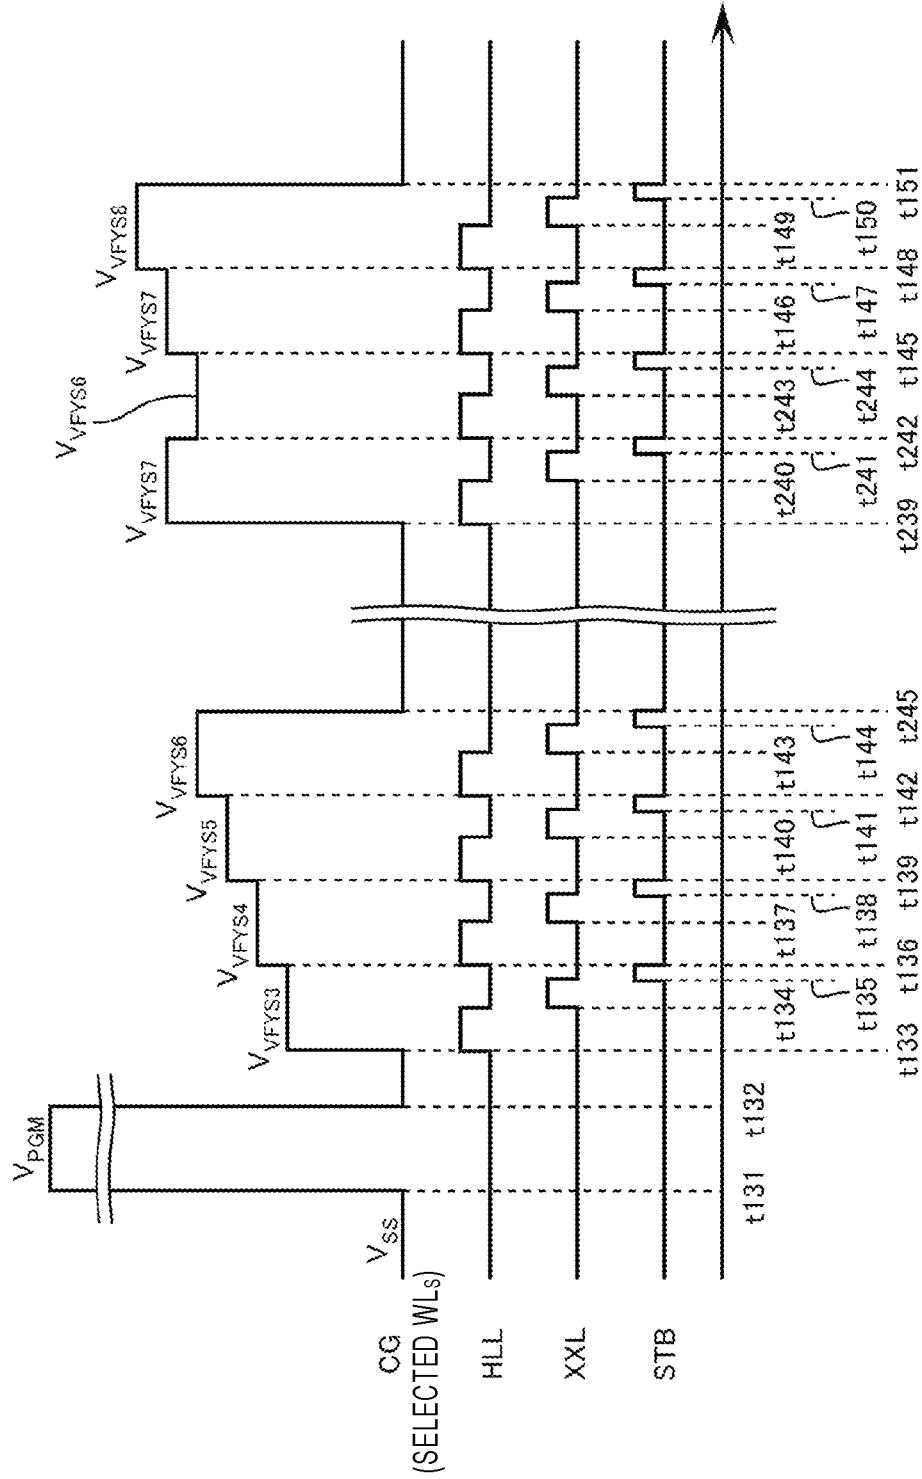 VPGM
VSS
VVFYS3
VVFYS4
VVFYS5
VVFYS6
VVFYS7
VVFYS6
VVFYS7
VVFYS8
CG
(SELECTED WLs)
HLL
XXL
STB
t131
t132
t133
t134
t135
t136
t137
t138
t139
t140
t141
t142
t143
t144
t245
t239
t240
t241
t242
t243
t244
t145
t146
t147
t148
t149
t150
t151